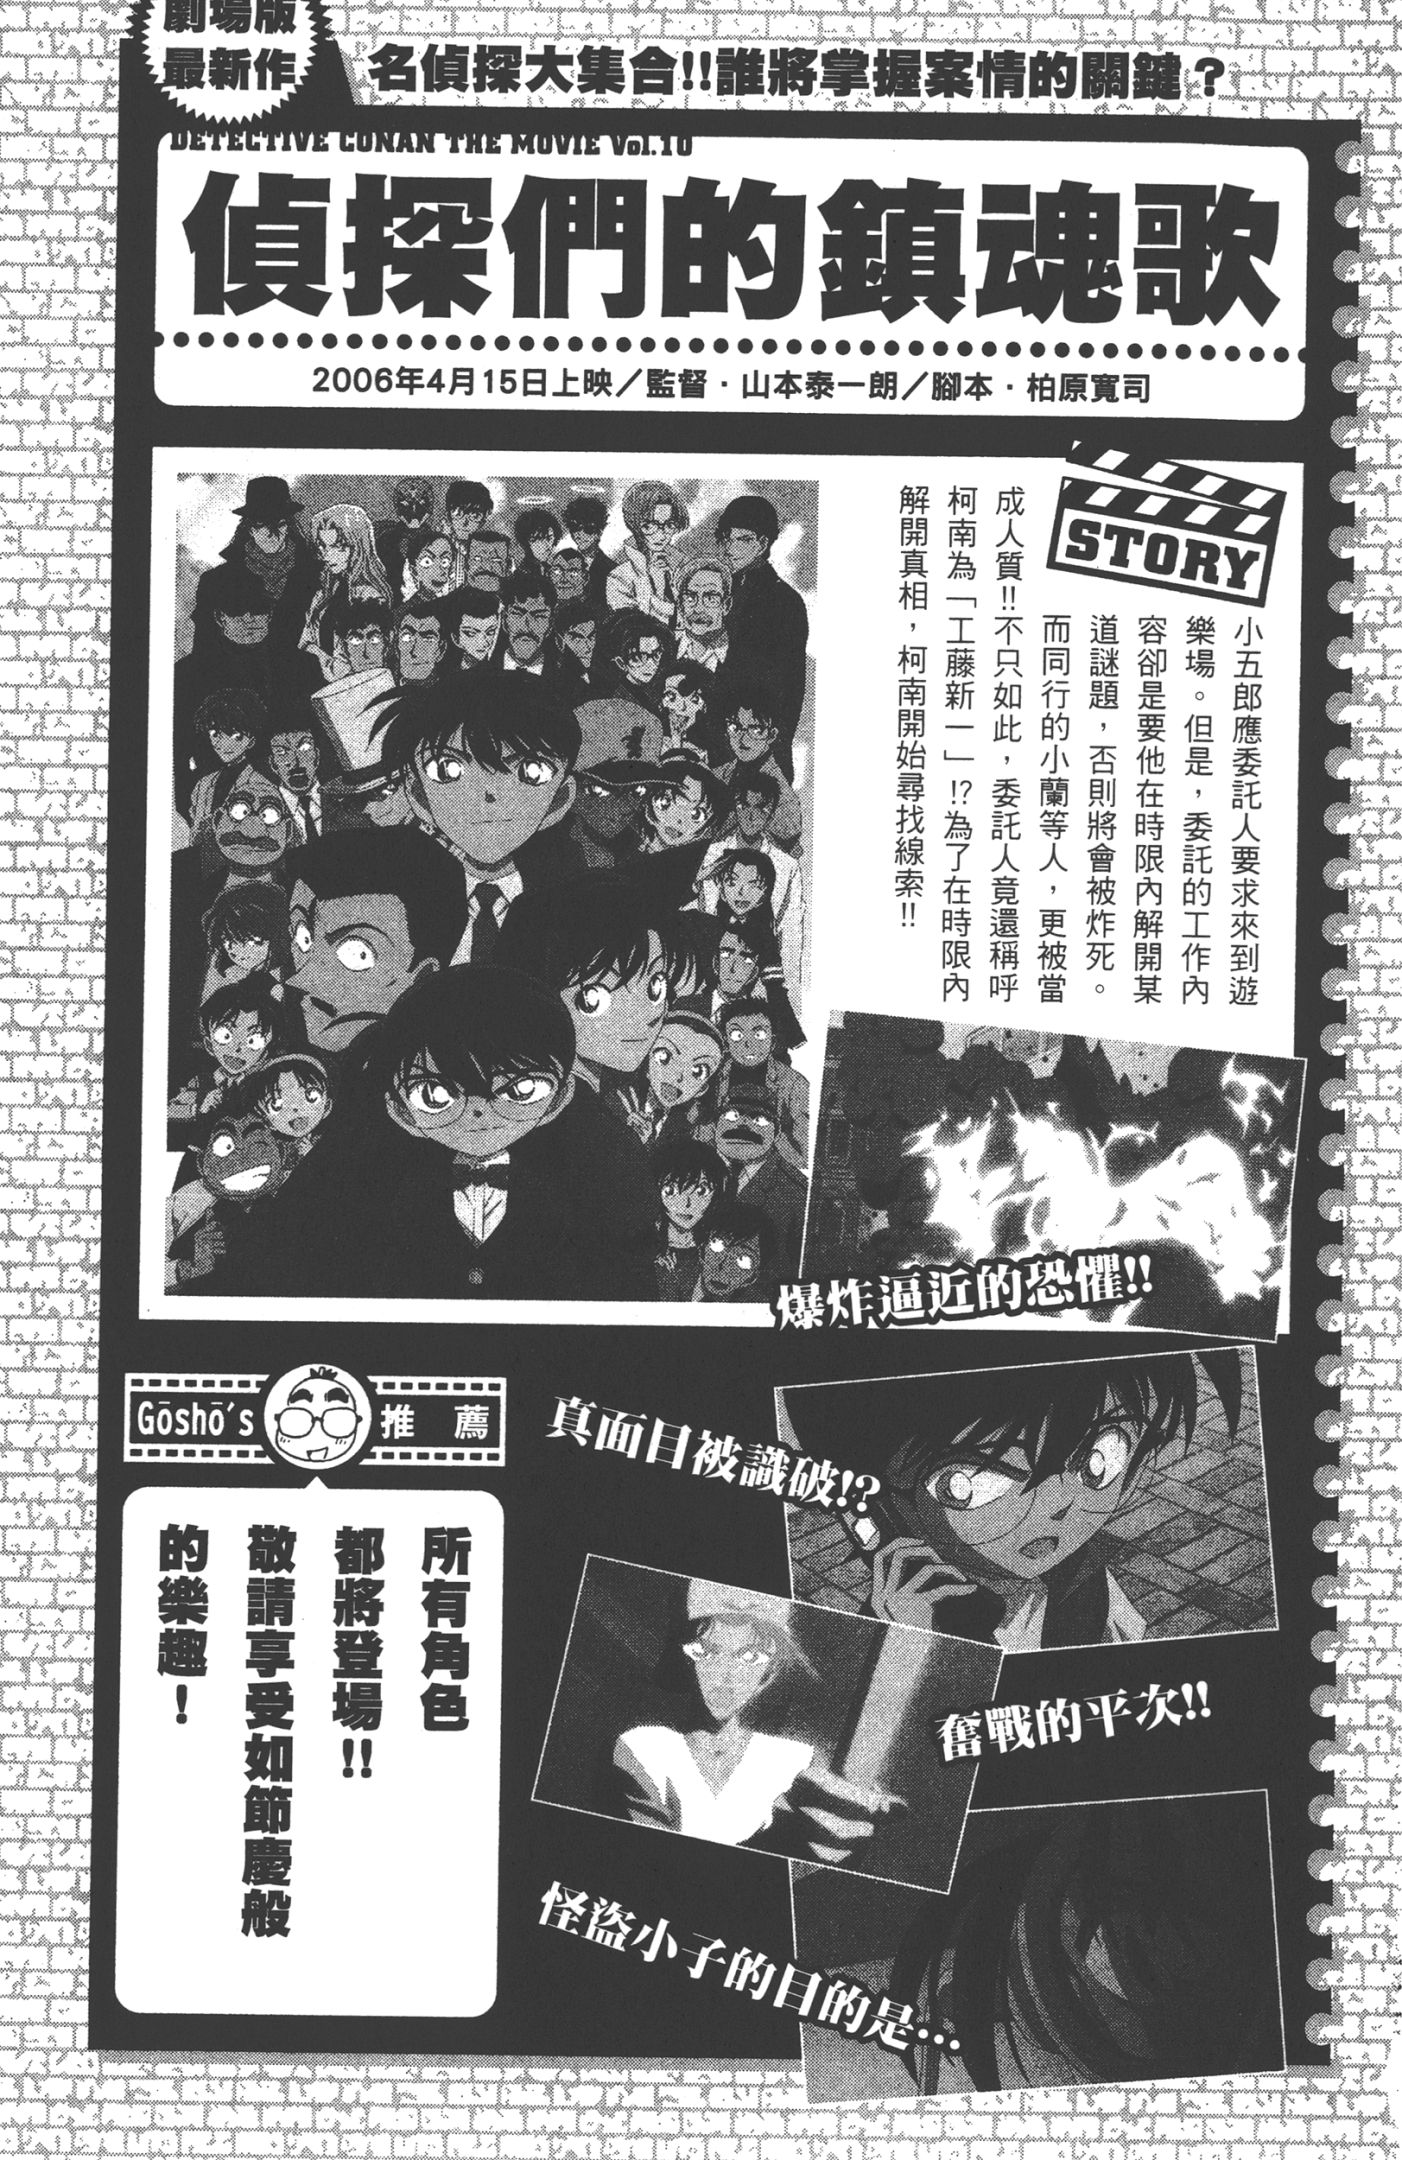 劇場版
最新作
名偵探大集合!!誰將掌握案情的關鍵？
DETECTIVE CONAN THE MOVIE Vol.10
偵探們的鎮魂歌
2006年4月15日上映／監督・山本泰一朗／腳本・柏原寬司
STORY
小五郎應委託人要求來到遊
樂場。但是，委託的工作內
容卻是要他在時限內解開某
道謎題，否則將會被炸死。
而同行的小蘭等人，更被當
成人質!!不只如此，委託人竟還稱呼
柯南為「工藤新一」!?為了在時限內
解開真相，柯南開始尋找線索!!
爆炸逼近的恐懼!!
真面目被識破!?
奮戰的平次!!
怪盜小子的目的是…
Gōshō's 推薦
所有角色
都將登場!!
敬請享受如節慶般
的樂趣！